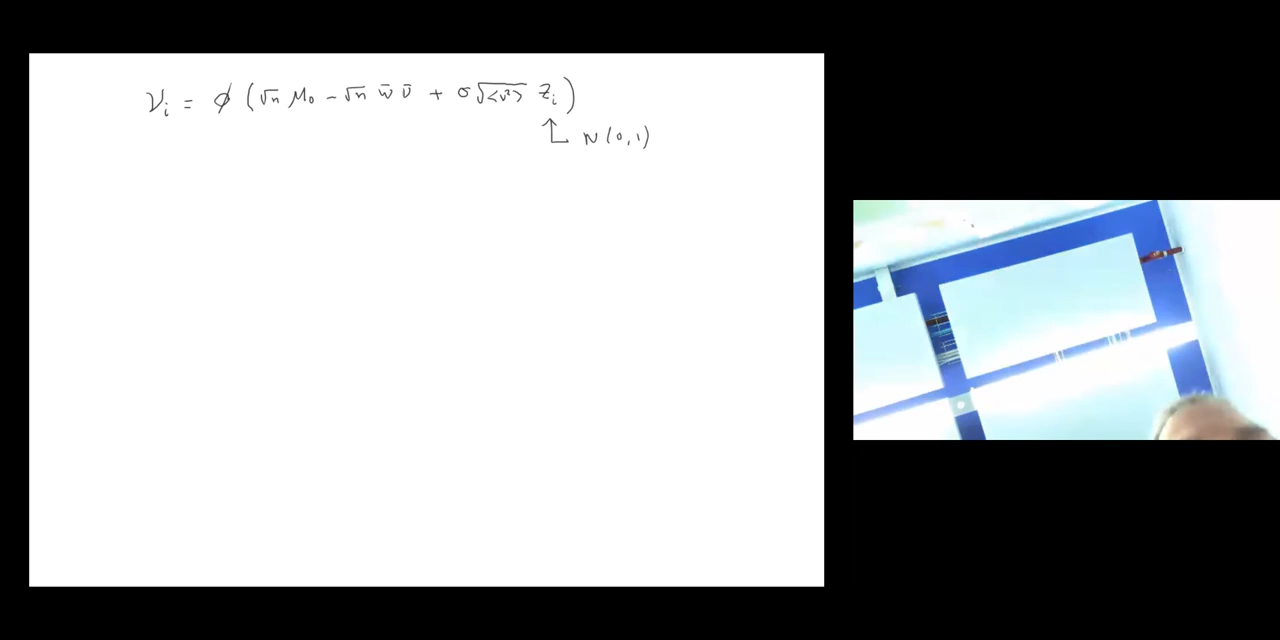 νᵢ = ϕ (√n μ₀ − √n w̄ ν̄ + σ √<ν²> zᵢ)
N(0,1)